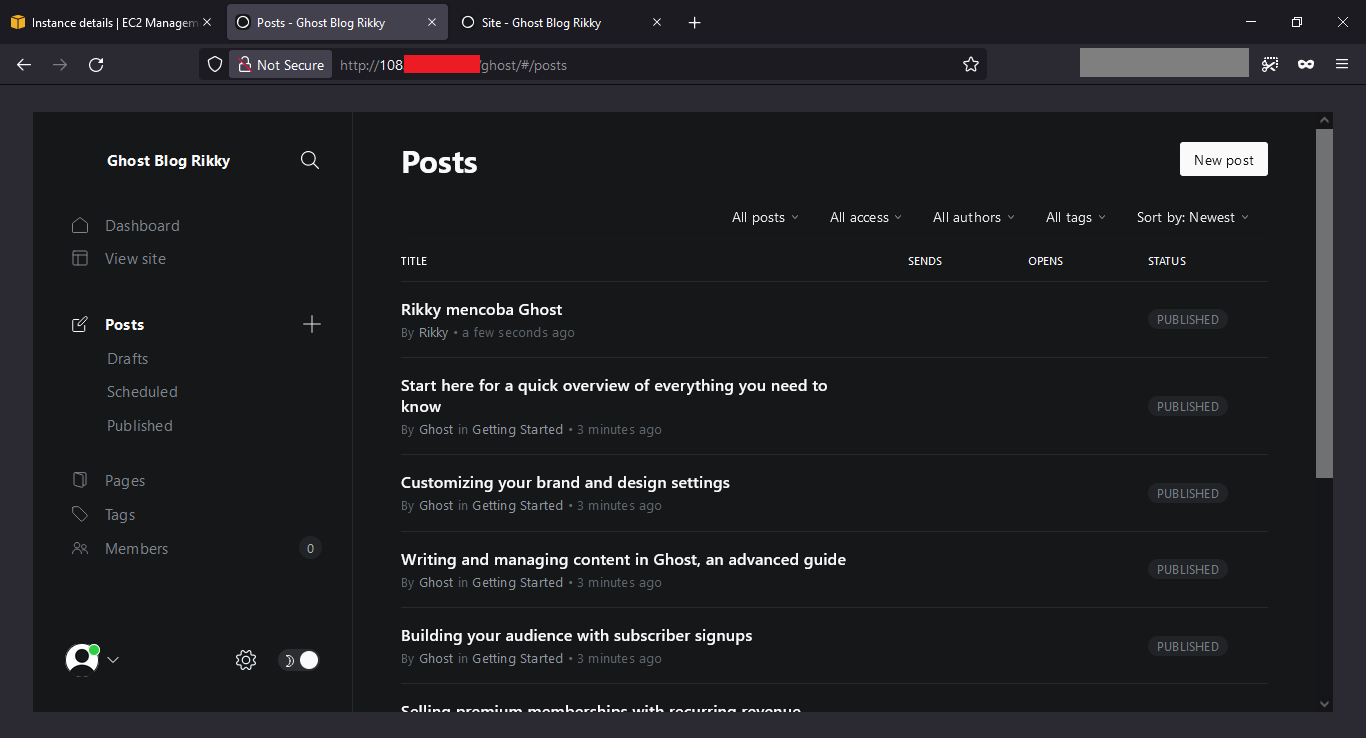 Instance details | EC2 Managem
Posts - Ghost Blog Rikky
Site - Ghost Blog Rikky
Not Secure
http://108
/ghost/#/posts
Ghost Blog Rikky
Dashboard
View site
Posts
Drafts
Scheduled
Published
Pages
Tags
Members
0
Posts
New post
All posts
All access
All authors
All tags
Sort by: Newest
TITLE
SENDS
OPENS
STATUS
Rikky mencoba Ghost
By Rikky • a few seconds ago
PUBLISHED
Start here for a quick overview of everything you need to
know
By Ghost in Getting Started • 3 minutes ago
PUBLISHED
Customizing your brand and design settings
By Ghost in Getting Started • 3 minutes ago
PUBLISHED
Writing and managing content in Ghost, an advanced guide
By Ghost in Getting Started • 3 minutes ago
PUBLISHED
Building your audience with subscriber signups
By Ghost in Getting Started • 3 minutes ago
PUBLISHED
Selling premium memberships with recurring revenue